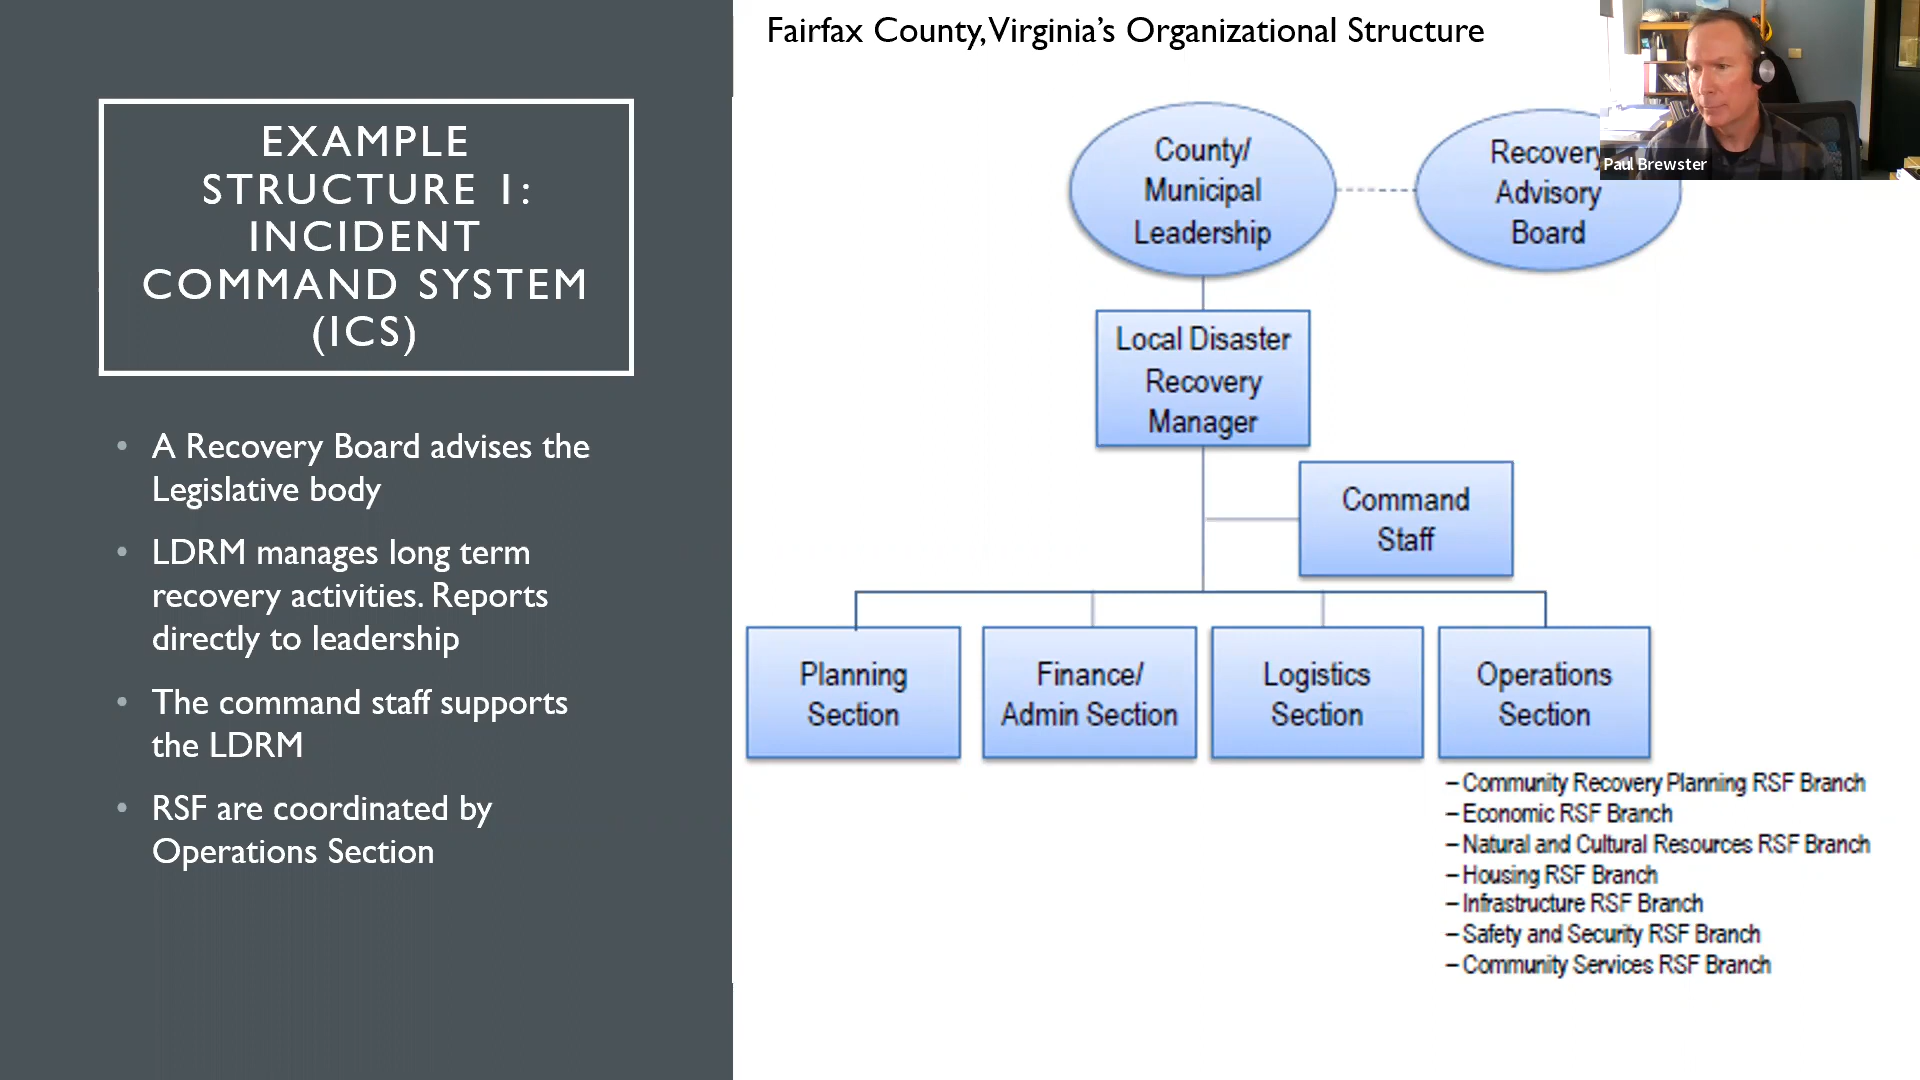 EXAMPLE
STRUCTURE 1:
INCIDENT
COMMAND SYSTEM
(ICS)
• A Recovery Board advises the
Legislative body
• LDRM manages long term
recovery activities. Reports
directly to leadership
• The command staff supports
the LDRM
• RSF are coordinated by
Operations Section
Fairfax County, Virginia's Organizational Structure
County/
Municipal
Leadership
Recovery
Advisory
Board
Paul Brewster
Local Disaster
Recovery
Manager
Command
Staff
Planning
Section
Finance/
Admin Section
Logistics
Section
Operations
Section
– Community Recovery Planning RSF Branch
– Economic RSF Branch
– Natural and Cultural Resources RSF Branch
– Housing RSF Branch
– Infrastructure RSF Branch
– Safety and Security RSF Branch
– Community Services RSF Branch